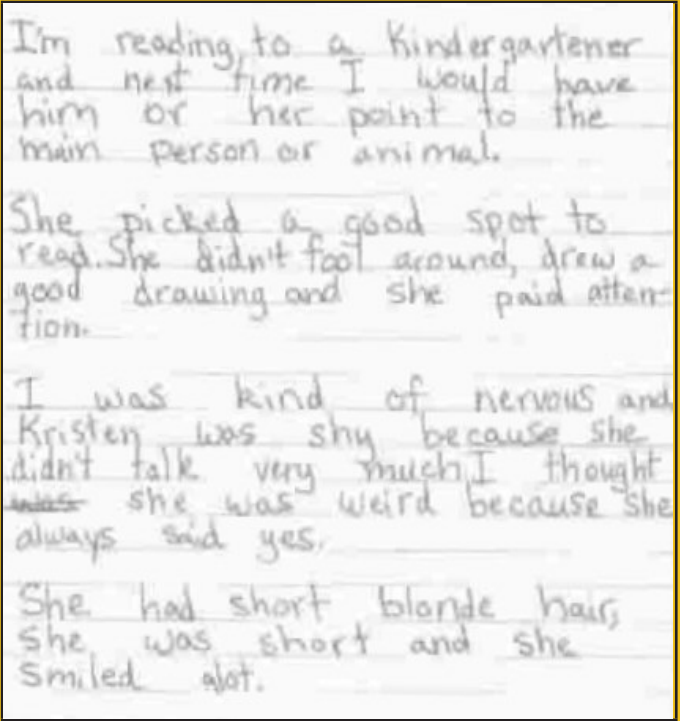 I'm reading, to a Kindergartener
and next time I would have
him or her point to the
main person or animal.
She picked a good spot to
read. She didn't fool around, drew a
good drawing and she paid atten-
tion.
I was kind of nervous and
Kristen was shy because she
didn't talk very much, I thought
was she was weird because she
always said yes.
She had short blonde hair,
she was short and she
smiled alot.